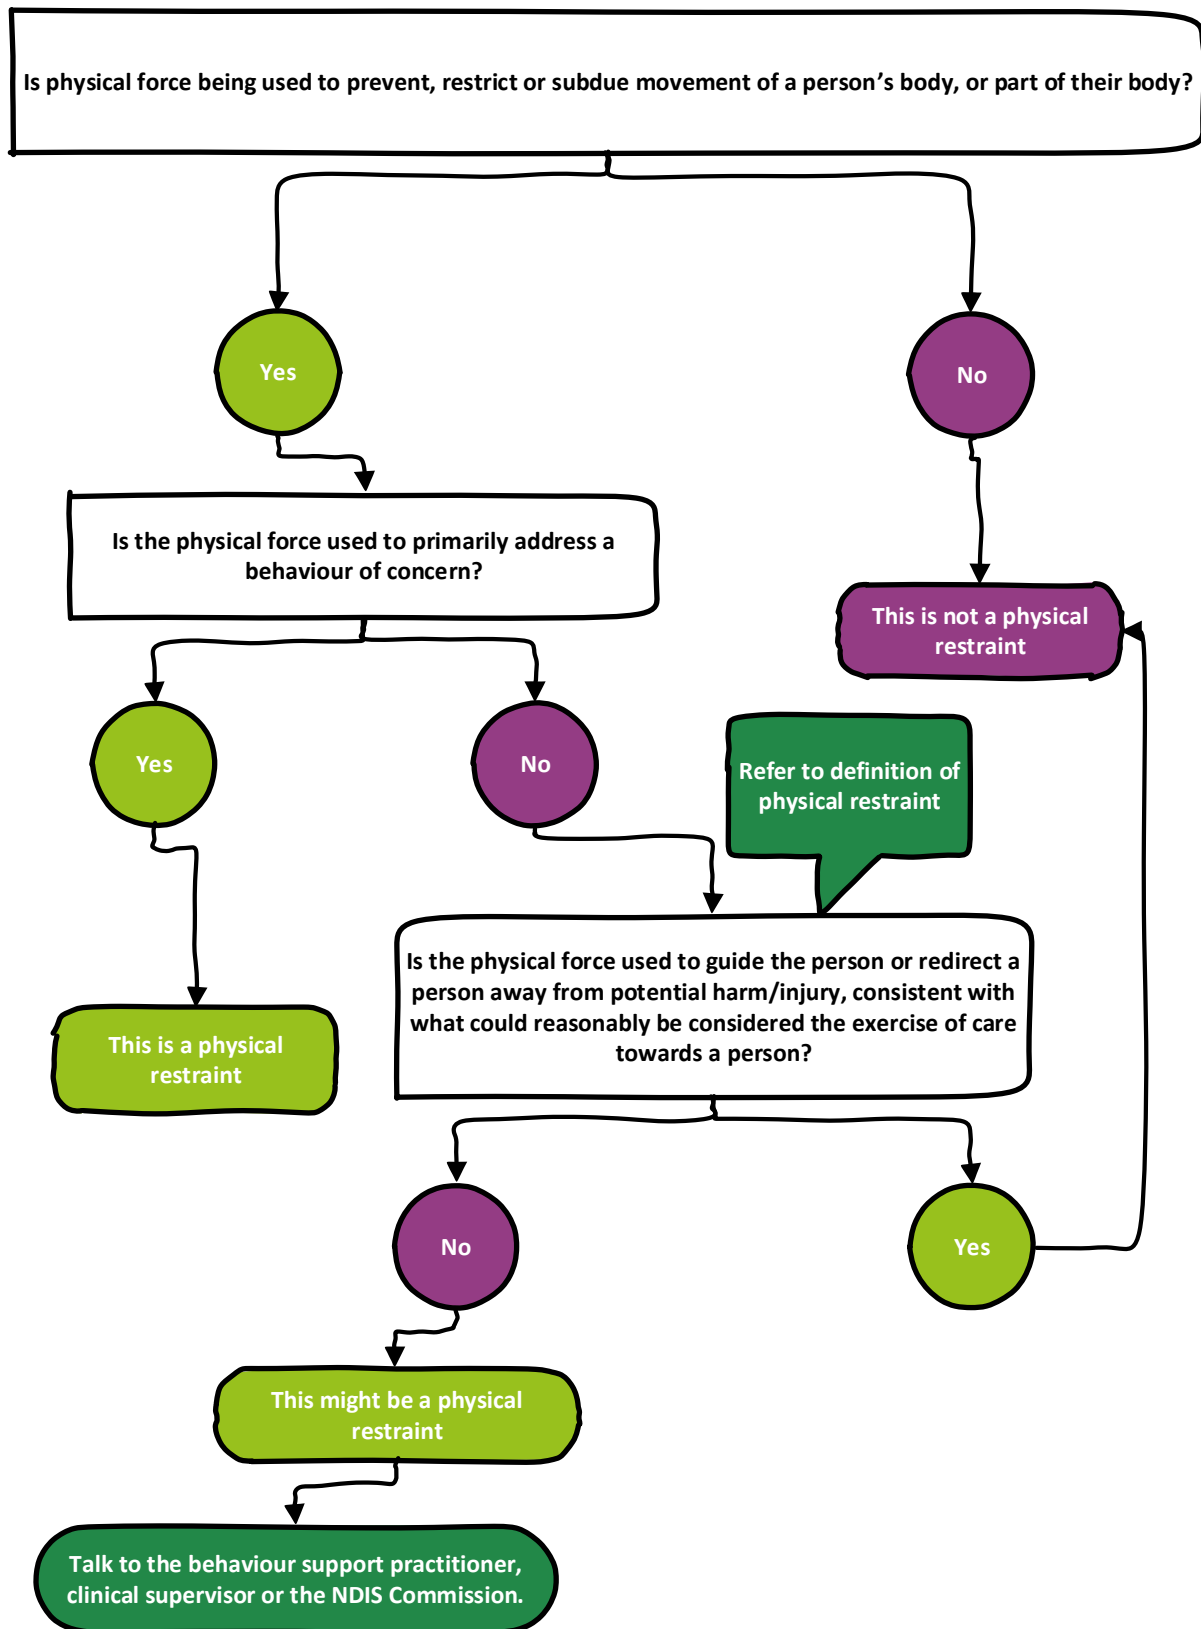 Is physical force being used to prevent, restrict or subdue movement of a person's body, or part of their body?
Yes
No
Is the physical force used to primarily address a
behaviour of concern?
This is not a physical
restraint
Yes
No
Refer to definition of
physical restraint
Is the physical force used to guide the person or redirect a
person away from potential harm/injury, consistent with
what could reasonably be considered the exercise of care
towards a person?
This is a physical
restraint
No
Yes
This might be a physical
restraint
Talk to the behaviour support practitioner,
clinical supervisor or the NDIS Commission.